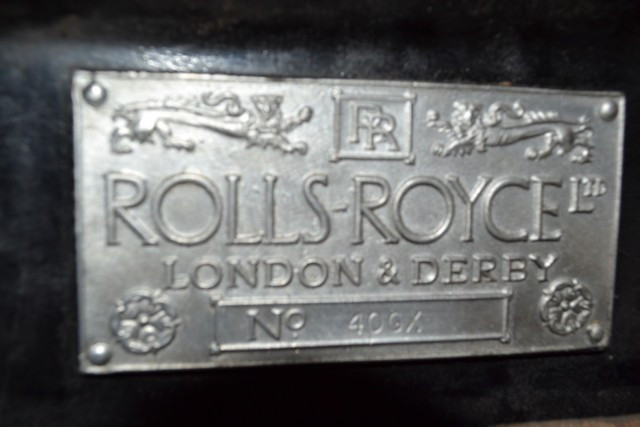 RR
ROLLS-ROYCE LTD
LONDON & DERBY
No 40GX